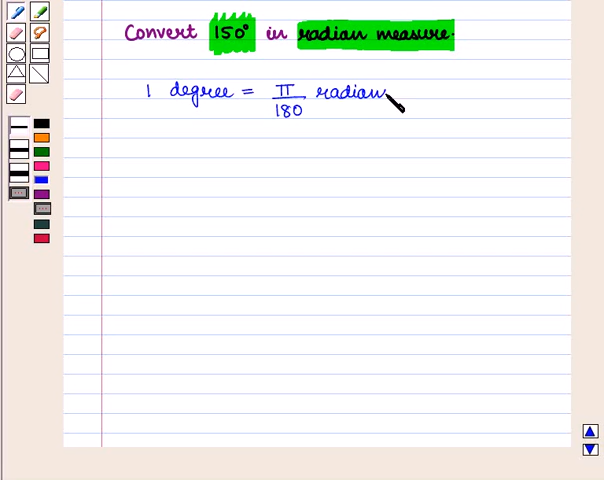 Convert 150° in radian measure.
1 degree = π/180 radian